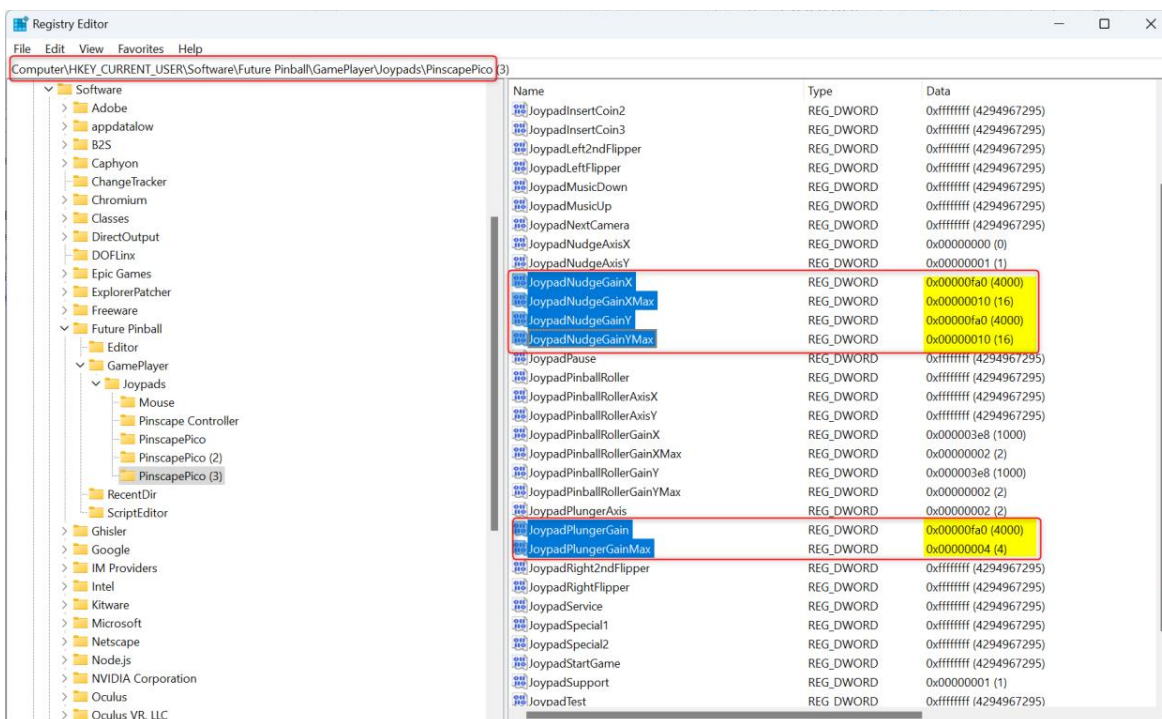 Registry Editor
File Edit View Favorites Help
Computer\HKEY_CURRENT_USER\Software\Future Pinball\GamePlayer\Joypads\PinscapePico (3)
Software
Adobe
appdatalow
B2S
Caphyon
ChangeTracker
Chromium
Classes
DirectOutput
DOFLinx
Epic Games
ExplorerPatcher
Freeware
Future Pinball
Editor
GamePlayer
Joypads
Mouse
Pinscape Controller
PinscapePico
PinscapePico (2)
PinscapePico (3)
RecentDir
ScriptEditor
Ghisler
Google
IM Providers
Intel
Kitware
Microsoft
Netscape
Node.js
NVIDIA Corporation
Oculus
Oculus VR, LLC
Name Type Data
JoypadInsertCoin2 REG_DWORD 0xffffffff (4294967295)
JoypadInsertCoin3 REG_DWORD 0xffffffff (4294967295)
JoypadLeft2ndFlipper REG_DWORD 0xffffffff (4294967295)
JoypadLeftFlipper REG_DWORD 0xffffffff (4294967295)
JoypadMusicDown REG_DWORD 0xffffffff (4294967295)
JoypadMusicUp REG_DWORD 0xffffffff (4294967295)
JoypadNextCamera REG_DWORD 0xffffffff (4294967295)
JoypadNudgeAxisX REG_DWORD 0x00000000 (0)
JoypadNudgeAxisY REG_DWORD 0x00000001 (1)
JoypadNudgeGainX REG_DWORD 0x00000fa0 (4000)
JoypadNudgeGainXMax REG_DWORD 0x00000010 (16)
JoypadNudgeGainY REG_DWORD 0x00000fa0 (4000)
JoypadNudgeGainYMax REG_DWORD 0x00000010 (16)
JoypadPause REG_DWORD 0xffffffff (4294967295)
JoypadPinballRoller REG_DWORD 0xffffffff (4294967295)
JoypadPinballRollerAxisX REG_DWORD 0xffffffff (4294967295)
JoypadPinballRollerAxisY REG_DWORD 0xffffffff (4294967295)
JoypadPinballRollerGainX REG_DWORD 0x000003e8 (1000)
JoypadPinballRollerGainXMax REG_DWORD 0x00000002 (2)
JoypadPinballRollerGainY REG_DWORD 0x000003e8 (1000)
JoypadPinballRollerGainYMax REG_DWORD 0x00000002 (2)
JoypadPlungerAxis REG_DWORD 0x00000002 (2)
JoypadPlungerGain REG_DWORD 0x00000fa0 (4000)
JoypadPlungerGainMax REG_DWORD 0x00000004 (4)
JoypadRight2ndFlipper REG_DWORD 0xffffffff (4294967295)
JoypadRightFlipper REG_DWORD 0xffffffff (4294967295)
JoypadService REG_DWORD 0xffffffff (4294967295)
JoypadSpecial1 REG_DWORD 0xffffffff (4294967295)
JoypadSpecial2 REG_DWORD 0xffffffff (4294967295)
JoypadStartGame REG_DWORD 0xffffffff (4294967295)
JoypadSupport REG_DWORD 0x00000001 (1)
JoypadTest REG_DWORD 0xffffffff (4294967295)